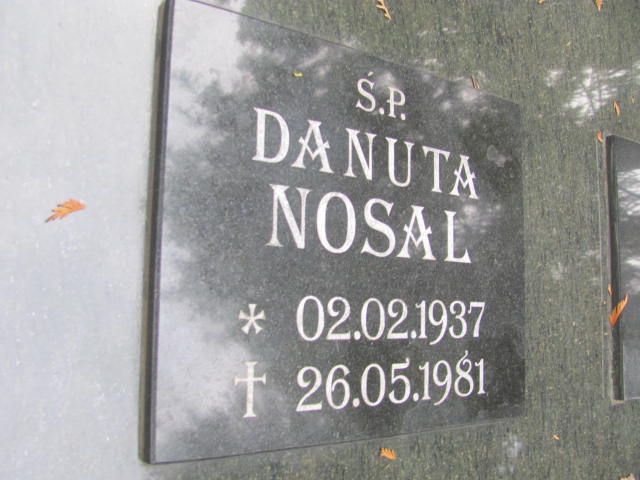 Ś.P.
DANUTA
NOSAL
* 02.02.1937
† 26.05.1981